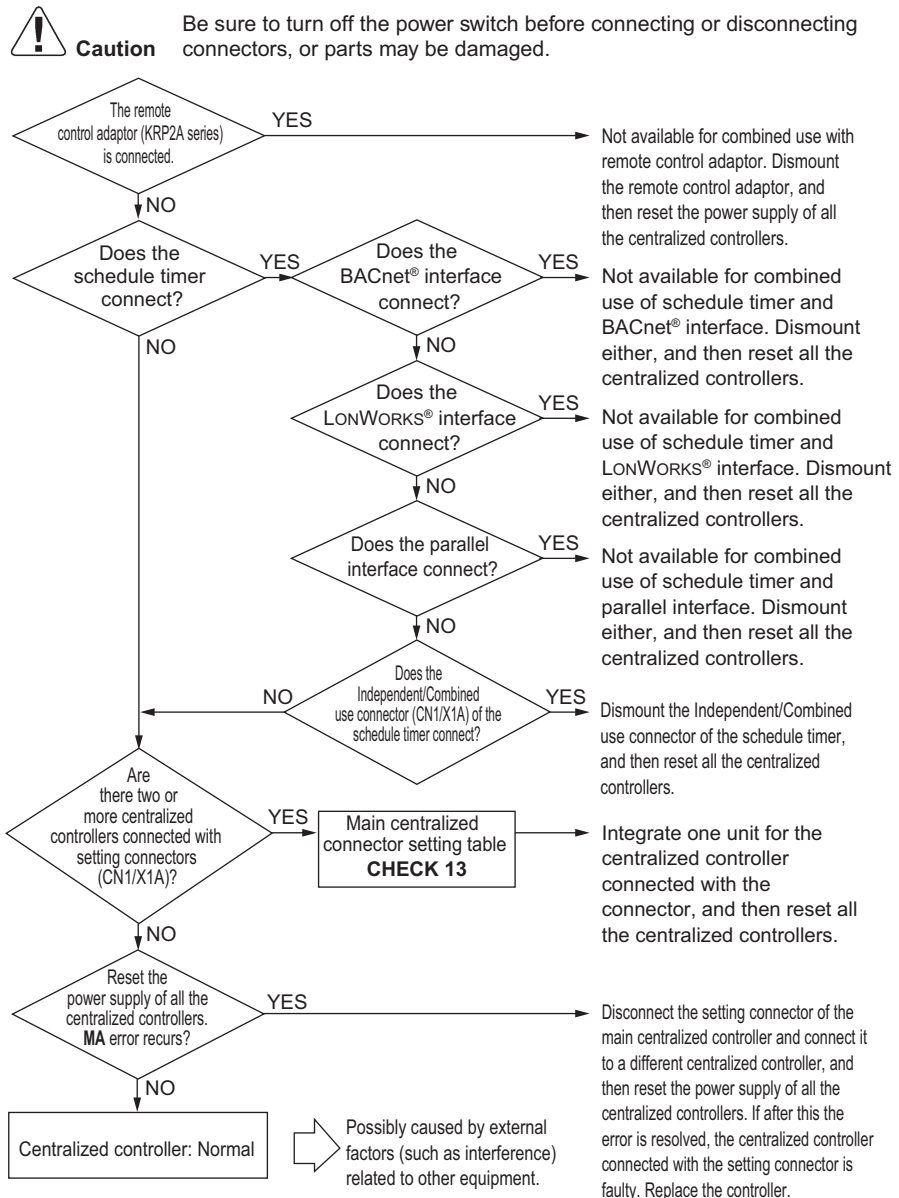 Caution
Be sure to turn off the power switch before connecting or disconnecting
connectors, or parts may be damaged.
The remote
control adaptor (KRP2A series)
is connected.
YES
Not available for combined use with
remote control adaptor. Dismount
the remote control adaptor, and
then reset the power supply of all
the centralized controllers.
NO
Does the
schedule timer
connect?
YES
Does the
BACnet® interface
connect?
YES
Not available for combined
use of schedule timer and
BACnet® interface. Dismount
either, and then reset all the
centralized controllers.
NO
NO
Does the
LONWORKS® interface
connect?
YES
Not available for combined
use of schedule timer and
LONWORKS® interface. Dismount
either, and then reset all the
centralized controllers.
NO
Does the parallel
interface connect?
YES
Not available for combined
use of schedule timer and
parallel interface. Dismount
either, and then reset all the
centralized controllers.
NO
Does the
Independent/Combined
use connector (CN1/X1A) of the
schedule timer connect?
NO
YES
Dismount the Independent/Combined
use connector of the schedule timer,
and then reset all the centralized
controllers.
Are
there two or
more centralized
controllers connected with
setting connectors
(CN1/X1A)?
YES
Main centralized
connector setting table
CHECK 13
Integrate one unit for the
centralized controller
connected with the
connector, and then reset all
the centralized controllers.
NO
Reset the
power supply of all the
centralized controllers.
MA error recurs?
YES
Disconnect the setting connector of the
main centralized controller and connect it
to a different centralized controller, and
then reset the power supply of all the
centralized controllers. If after this the
error is resolved, the centralized controller
connected with the setting connector is
faulty. Replace the controller.
NO
Centralized controller: Normal
Possibly caused by external
factors (such as interference)
related to other equipment.